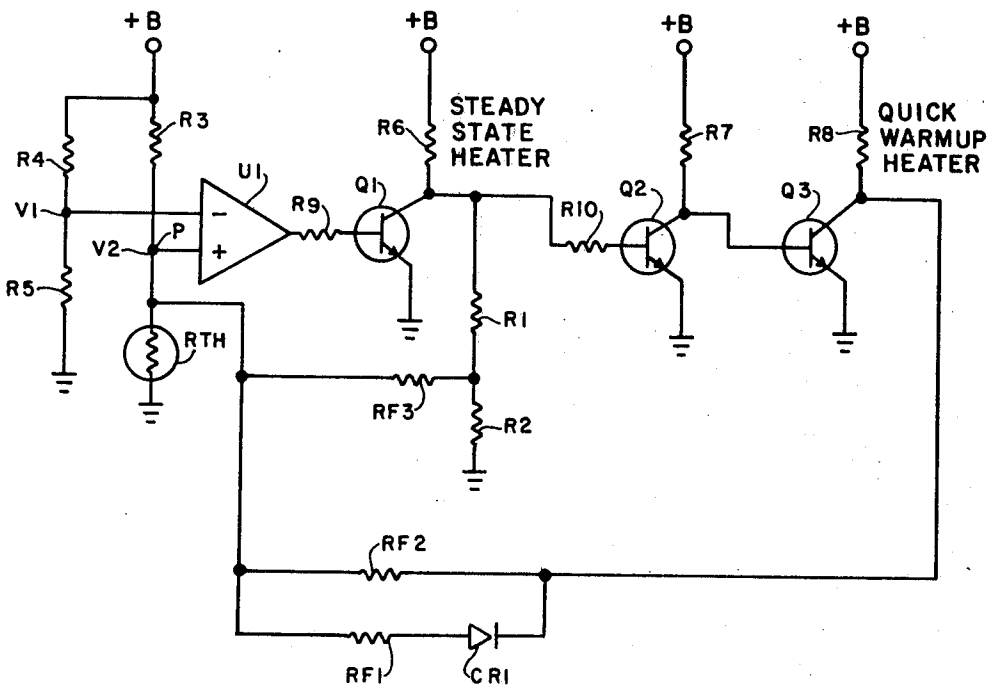 +B
+B
+B
+B
R3
R4
R6
STEADY
STATE
HEATER
R7
R8
QUICK
WARMUP
HEATER
U1
Q1
Q2
Q3
V1
P
R9
R10
−
+
V2
R5
RTH
R1
RF3
R2
RF2
RF1
CR1